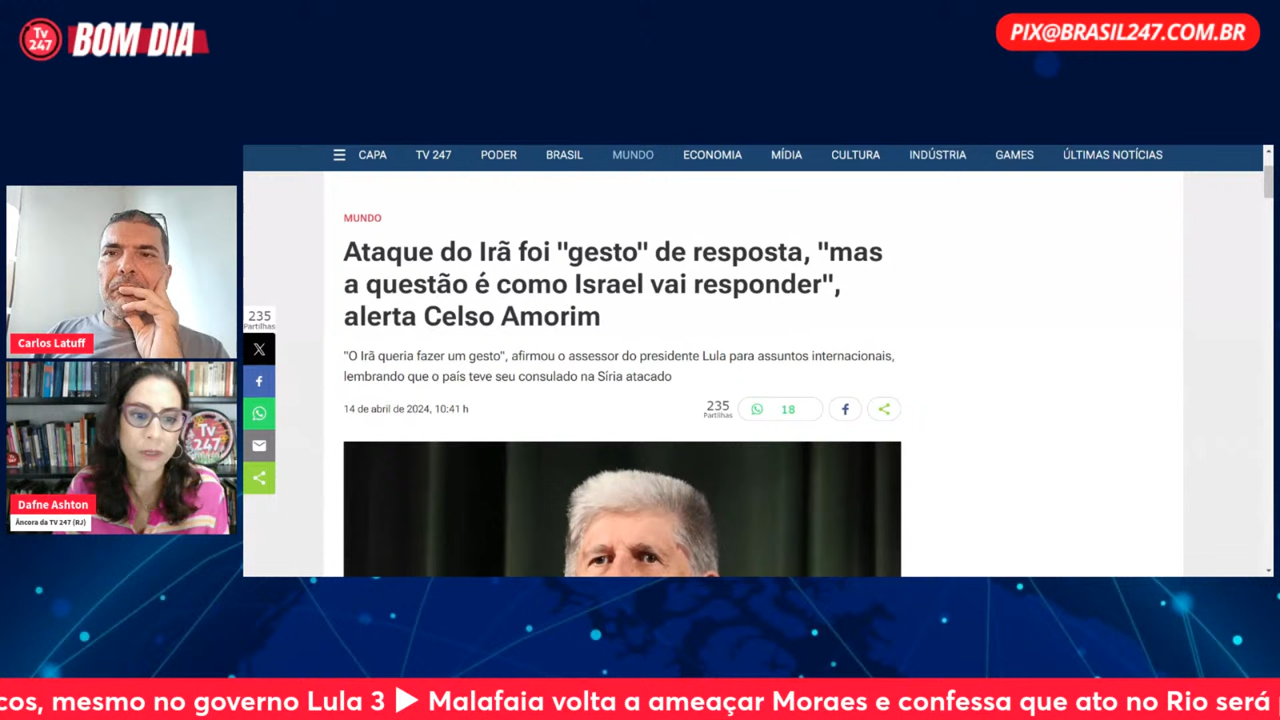 Tv 247
BOM DIA
PIX@BRASIL247.COM.BR
CAPA TV 247 PODER BRASIL MUNDO ECONOMIA MÍDIA CULTURA INDÚSTRIA GAMES ÚLTIMAS NOTÍCIAS
MUNDO
Ataque do Irã foi "gesto" de resposta, "mas
a questão é como Israel vai responder",
alerta Celso Amorim
"O Irã queria fazer um gesto", afirmou o assessor do presidente Lula para assuntos internacionais,
lembrando que o país teve seu consulado na Síria atacado
14 de abril de 2024, 10:41 h
235
Partilhas
18
235
Partilhas
Carlos Latuff
Tv
247
Dafne Ashton
Âncora da TV 247 (RJ)
cos, mesmo no governo Lula 3 ▶ Malafaia volta a ameaçar Moraes e confessa que ato no Rio será